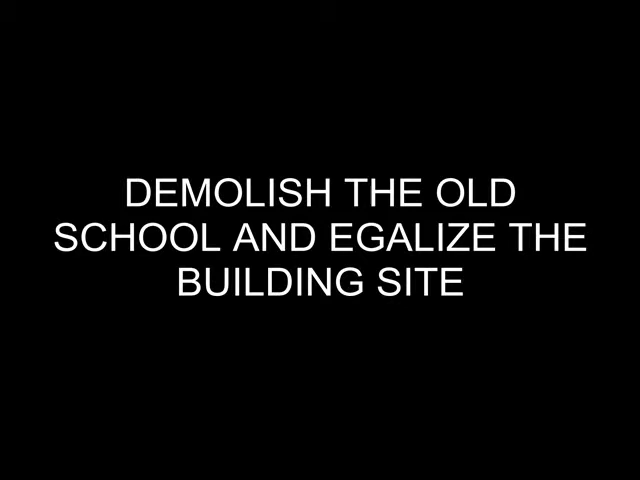 DEMOLISH THE OLD
SCHOOL AND EGALIZE THE
BUILDING SITE